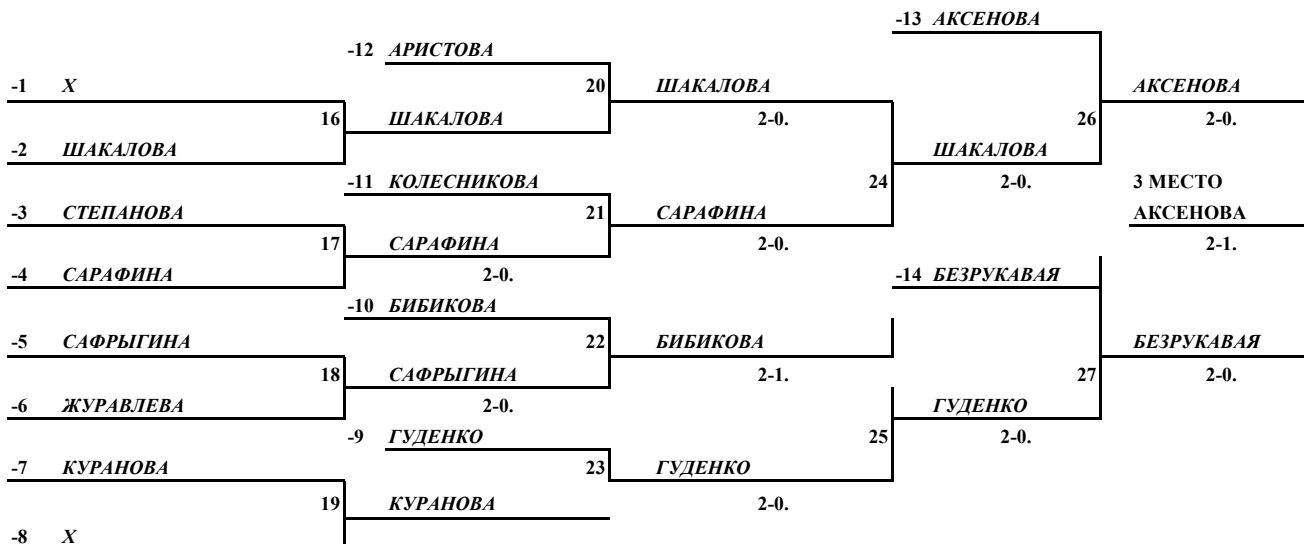 -13 АКСЕНОВА
-12 АРИСТОВА
-1 Х 20 ШАКАЛОВА АКСЕНОВА
16 ШАКАЛОВА 2-0. 26 2-0.
-2 ШАКАЛОВА ШАКАЛОВА
-11 КОЛЕСНИКОВА 24 2-0. 3 МЕСТО
-3 СТЕПАНОВА 21 САРАФИНА АКСЕНОВА
17 САРАФИНА 2-0. 2-1.
-4 САРАФИНА 2-0. -14 БЕЗРУКАВАЯ
-10 БИБИКОВА
-5 САФРЫГИНА 22 БИБИКОВА БЕЗРУКАВАЯ
18 САФРЫГИНА 2-1. 27 2-0.
-6 ЖУРАВЛЕВА 2-0. ГУДЕНКО
-9 ГУДЕНКО 25 2-0.
-7 КУРАНОВА 23 ГУДЕНКО
19 КУРАНОВА 2-0.
-8 Х